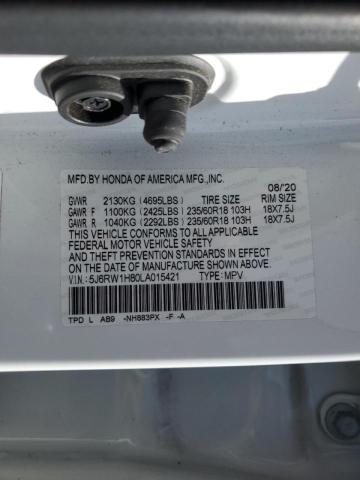 MFD.BY HONDA OF AMERICA MFG.,INC.
08/'20
GVWR 2130KG (4695LBS) TIRE SIZE RIM SIZE
GAWR F 1100KG (2425LBS) 235/60R18 103H 18X7.5J
GAWR R 1040KG (2292LBS) 235/60R18 103H 18X7.5J
THIS VEHICLE CONFORMS TO ALL APPLICABLE
FEDERAL MOTOR VEHICLE SAFETY AND
THEFT PREVENTION STANDARDS IN EFFECT ON
THE DATE OF MANUFACTURE SHOWN ABOVE.
V.I.N.: 5J6RW1H80LA015421 TYPE: MPV
TPD L AB9 -NH883PX -F -A